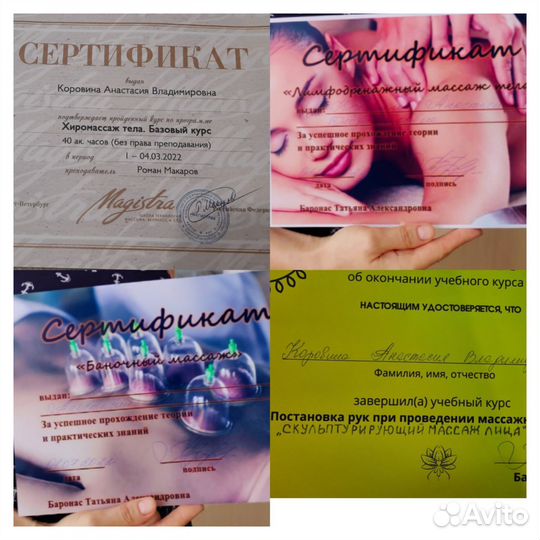 СЕРТИФИКАТ
выдан
Коровина Анастасия Владимировна
подтверждает пройденный курс по программе
Хиромассаж тела. Базовый курс
40 ак. часов (без права преподавания)
в период 1 – 04.03.2022
преподаватель Роман Макаров
Magistra
Сертификат
«Лимфодренажный массаж тела
выдан:
За успешное прохождение теории
и практических знаний
дата подпись
Баронас Татьяна Александровна
Сертификат
«Баночный массаж»
выдан:
За успешное прохождение теории
и практических знаний
дата подпись
Баронас Татьяна Александровна
об окончании учебного курса
НАСТОЯЩИМ УДОСТОВЕРЯЕТСЯ, ЧТО
Коровина Анастасия
Фамилия, имя, отчество
завершил(а) учебный курс
Постановка рук при проведении
"СКУЛЬПТУРИРУЮЩИЙ МАССАЖ ЛИЦА"
Avito